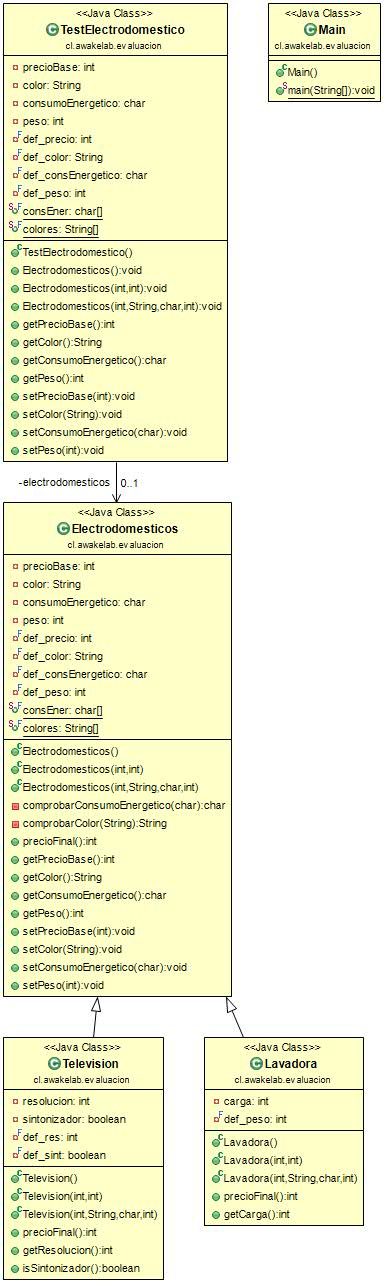 <<Java Class>>
TestElectrodomestico
cl.awakelab.evaluacion
precioBase: int
color: String
consumoEnergetico: char
peso: int
def_precio: int
def_color: String
def_consEnergetico: char
def_peso: int
consEner: char[]
colores: String[]
TestElectrodomestico()
Electrodomesticos():void
Electrodomesticos(int,int):void
Electrodomesticos(int,String,char,int):void
getPrecioBase():int
getColor():String
getConsumoEnergetico():char
getPeso():int
setPrecioBase(int):void
setColor(String):void
setConsumoEnergetico(char):void
setPeso(int):void
<<Java Class>>
Main
cl.awakelab.evaluacion
Main()
main(String[]):void
-electrodomesticos 0..1
<<Java Class>>
Electrodomesticos
cl.awakelab.evaluacion
precioBase: int
color: String
consumoEnergetico: char
peso: int
def_precio: int
def_color: String
def_consEnergetico: char
def_peso: int
consEner: char[]
colores: String[]
Electrodomesticos()
Electrodomesticos(int,int)
Electrodomesticos(int,String,char,int)
comprobarConsumoEnergetico(char):char
comprobarColor(String):String
precioFinal():int
getPrecioBase():int
getColor():String
getConsumoEnergetico():char
getPeso():int
setPrecioBase(int):void
setColor(String):void
setConsumoEnergetico(char):void
setPeso(int):void
<<Java Class>>
Television
cl.awakelab.evaluacion
resolucion: int
sintonizador: boolean
def_res: int
def_sint: boolean
Television()
Television(int,int)
Television(int,String,char,int)
precioFinal():int
getResolucion():int
isSintonizador():boolean
<<Java Class>>
Lavadora
cl.awakelab.evaluacion
carga: int
def_peso: int
Lavadora()
Lavadora(int,int)
Lavadora(int,String,char,int)
precioFinal():int
getCarga():int